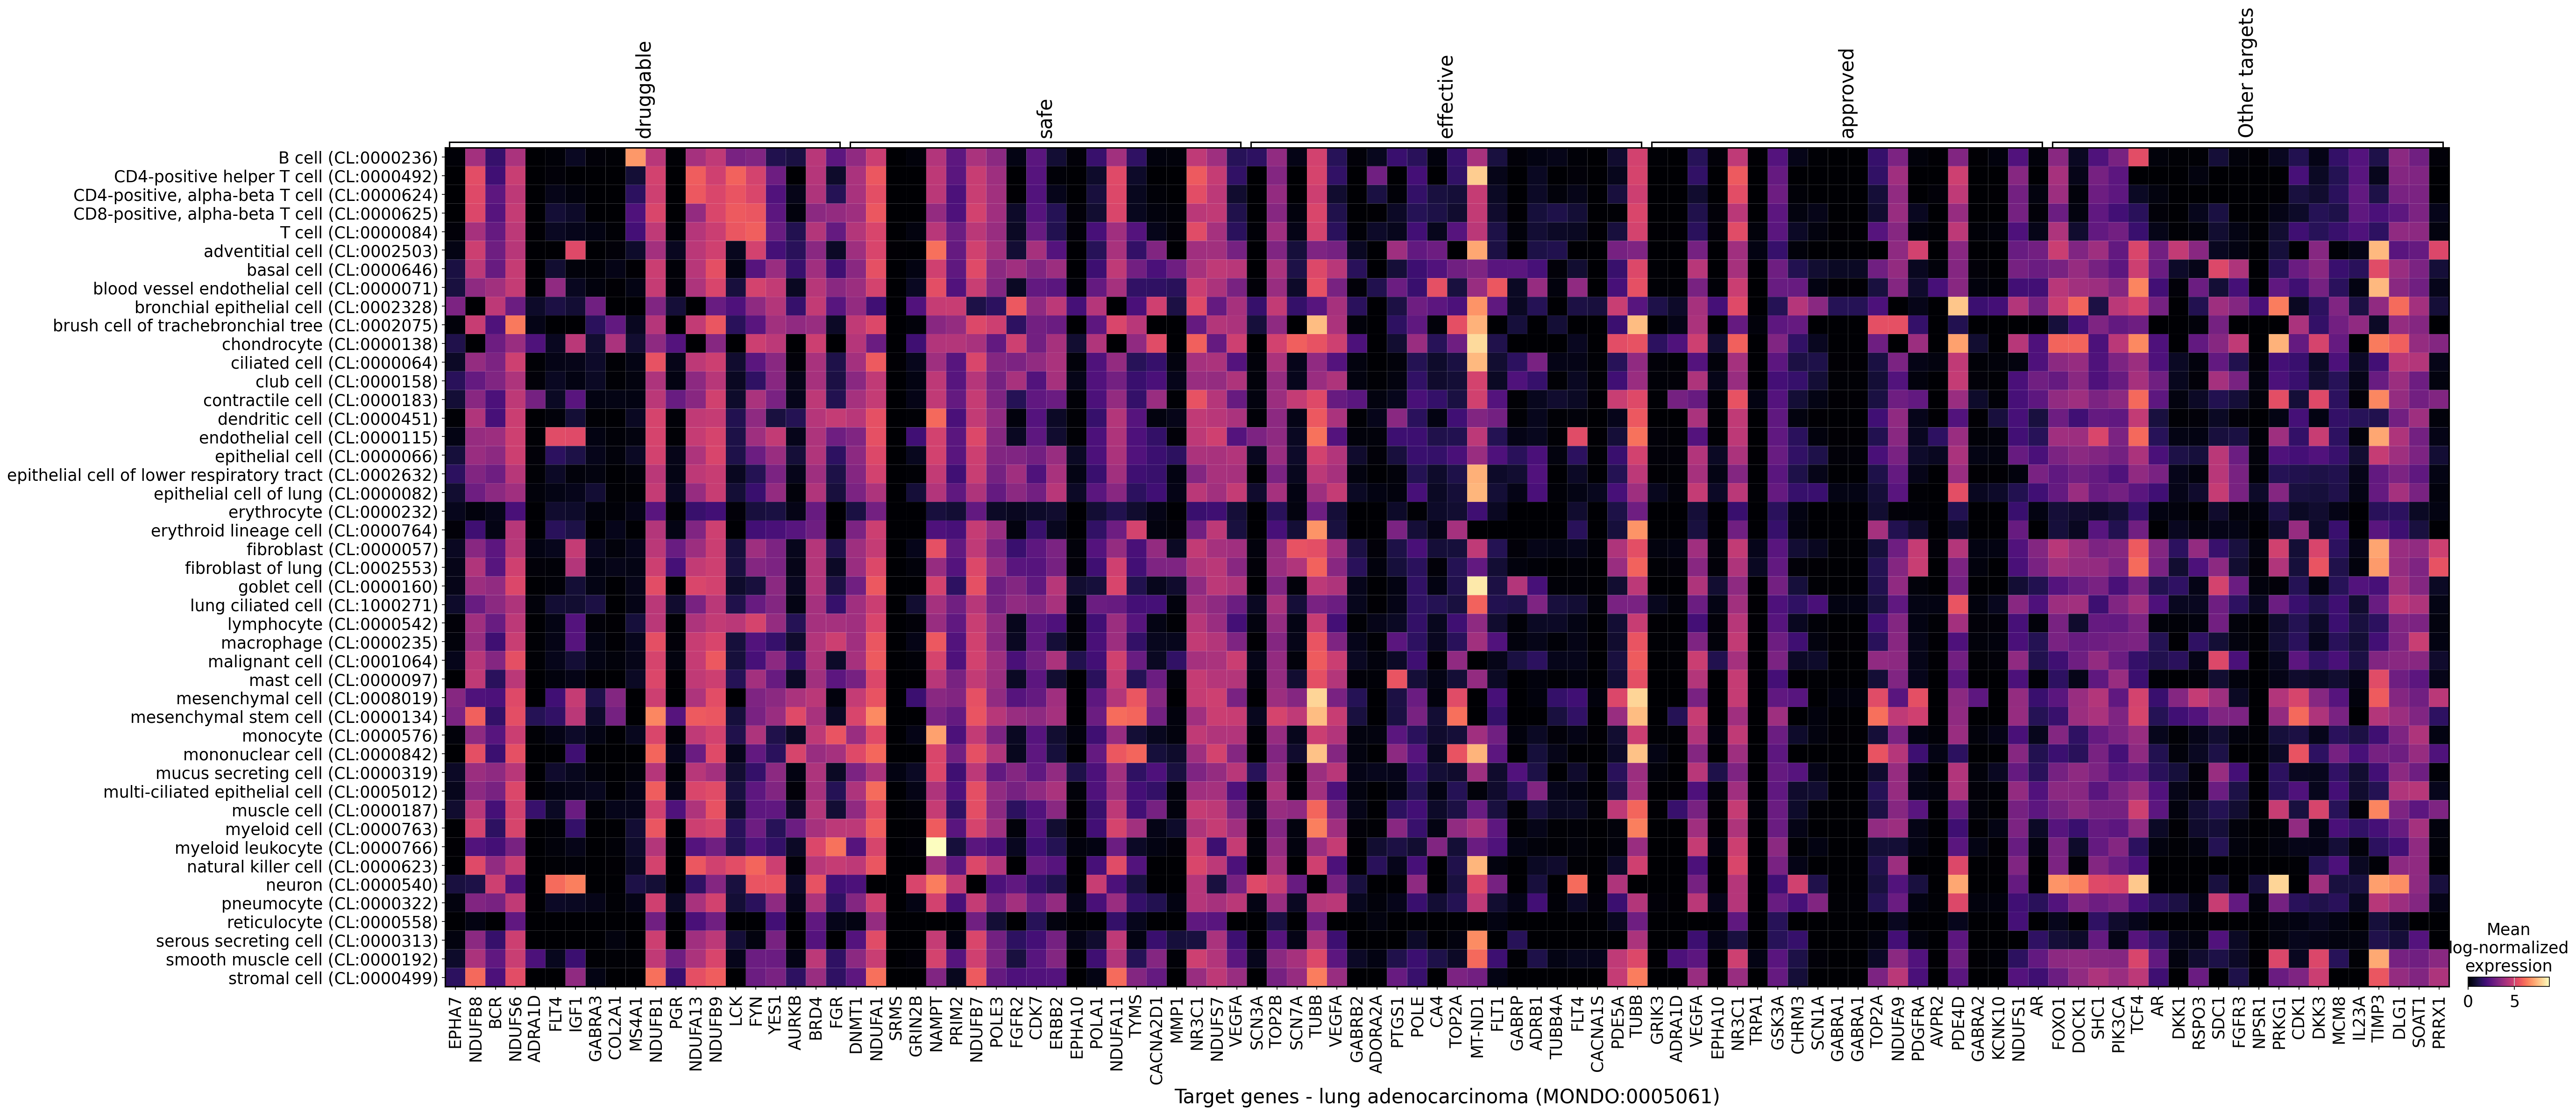 druggable
safe
effective
approved
Other targets
B cell (CL:0000236)
CD4-positive helper T cell (CL:0000492)
CD4-positive, alpha-beta T cell (CL:0000624)
CD8-positive, alpha-beta T cell (CL:0000625)
T cell (CL:0000084)
adventitial cell (CL:0002503)
basal cell (CL:0000646)
blood vessel endothelial cell (CL:0000071)
bronchial epithelial cell (CL:0002328)
brush cell of trachebronchial tree (CL:0002075)
chondrocyte (CL:0000138)
ciliated cell (CL:0000064)
club cell (CL:0000158)
contractile cell (CL:0000183)
dendritic cell (CL:0000451)
endothelial cell (CL:0000115)
epithelial cell (CL:0000066)
epithelial cell of lower respiratory tract (CL:0002632)
epithelial cell of lung (CL:0000082)
erythrocyte (CL:0000232)
erythroid lineage cell (CL:0000764)
fibroblast (CL:0000057)
fibroblast of lung (CL:0002553)
goblet cell (CL:0000160)
lung ciliated cell (CL:1000271)
lymphocyte (CL:0000542)
macrophage (CL:0000235)
malignant cell (CL:0001064)
mast cell (CL:0000097)
mesenchymal cell (CL:0008019)
mesenchymal stem cell (CL:0000134)
monocyte (CL:0000576)
mononuclear cell (CL:0000842)
mucus secreting cell (CL:0000319)
multi-ciliated epithelial cell (CL:0005012)
muscle cell (CL:0000187)
myeloid cell (CL:0000763)
myeloid leukocyte (CL:0000766)
natural killer cell (CL:0000623)
neuron (CL:0000540)
pneumocyte (CL:0000322)
reticulocyte (CL:0000558)
serous secreting cell (CL:0000313)
smooth muscle cell (CL:0000192)
stromal cell (CL:0000499)
EPHA7
NDUFB8
BCR
NDUFS6
ADRA1D
FLT4
IGF1
GABRA3
COL2A1
MS4A1
NDUFB1
PGR
NDUFA13
NDUFB9
LCK
FYN
YES1
AURKB
BRD4
FGR
DNMT1
NDUFA1
SRMS
GRIN2B
NAMPT
PRIM2
NDUFB7
POLE3
FGFR2
CDK7
ERBB2
EPHA10
POLA1
NDUFA11
TYMS
CACNA2D1
MMP1
NR3C1
NDUFS7
VEGFA
SCN3A
TOP2B
SCN7A
TUBB
VEGFA
GABRB2
ADORA2A
PTGS1
POLE
CA4
TOP2A
MT-ND1
FLT1
GABRP
ADRB1
TUBB4A
FLT4
CACNA1S
PDE5A
TUBB
GRIK3
ADRA1D
VEGFA
EPHA10
NR3C1
TRPA1
GSK3A
CHRM3
SCN1A
GABRA1
GABRA1
TOP2A
NDUFA9
PDGFRA
AVPR2
PDE4D
GABRA2
KCNK10
NDUFS1
AR
FOXO1
DOCK1
SHC1
PIK3CA
TCF4
AR
DKK1
RSPO3
SDC1
FGFR3
NPSR1
PRKG1
CDK1
DKK3
MCM8
IL23A
TIMP3
DLG1
SOAT1
PRRX1
Target genes - lung adenocarcinoma (MONDO:0005061)
Mean
log-normalized
expression
0 5